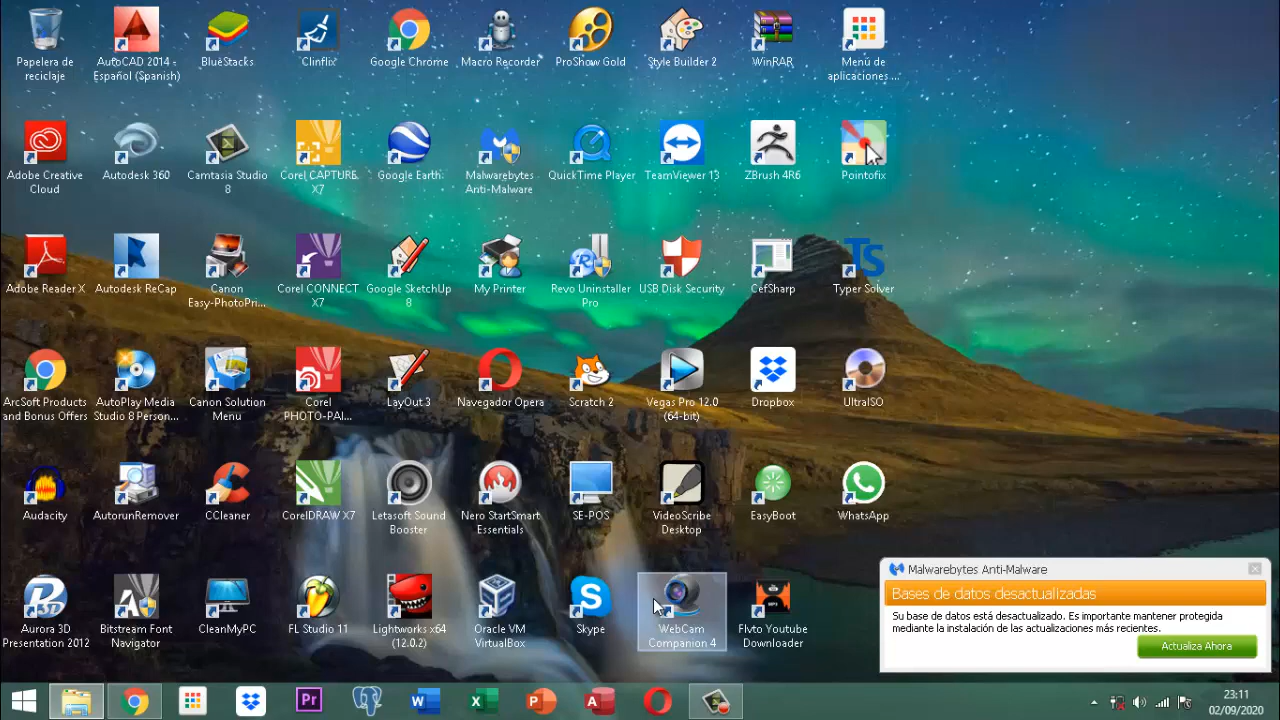 Papelera de
reciclaje
AutoCAD 2014 -
Español (Spanish)
BlueStacks
Clinflix
Google Chrome
Macro Recorder
ProShow Gold
Style Builder 2
WinRAR
Menú de
aplicaciones ...
Adobe Creative
Cloud
Autodesk 360
Camtasia Studio
8
Corel CAPTURE
X7
Google Earth
Malwarebytes
Anti-Malware
QuickTime Player
TeamViewer 13
ZBrush 4R6
Pointofix
Adobe Reader X
Autodesk ReCap
Canon
Easy-PhotoPri...
Corel CONNECT
X7
Google SketchUp
8
My Printer
Revo Uninstaller
Pro
USB Disk Security
CefSharp
Ts
Typer Solver
ArcSoft Products
and Bonus Offers
AutoPlay Media
Studio 8 Person...
Canon Solution
Menu
Corel
PHOTO-PAI...
LayOut 3
Navegador Opera
Scratch 2
Vegas Pro 12.0
(64-bit)
Dropbox
UltraISO
Audacity
AutorunRemover
CCleaner
CorelDRAW X7
Letasoft Sound
Booster
Nero StartSmart
Essentials
SE-POS
VideoScribe
Desktop
EasyBoot
WhatsApp
Aurora 3D
Presentation 2012
Bitstream Font
Navigator
CleanMyPC
FL Studio 11
Lightworks x64
(12.0.2)
Oracle VM
VirtualBox
Skype
WebCam
Companion 4
Flvto Youtube
Downloader
Malwarebytes Anti-Malware
Bases de datos desactualizadas
Su base de datos está desactualizado. Es importante mantener protegida
mediante la instalación de las actualizaciones más recientes.
Actualiza Ahora
Pr
W
X
P
A
23:11
02/09/2020